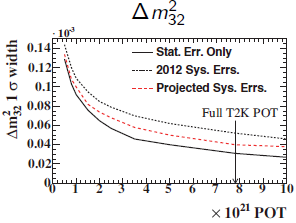 Δm²₃₂
×10⁻³
Δm²₃₂ 1 σ width
0.14
0.12
0.1
0.08
0.06
0.04
0.02
0
Stat. Err. Only
2012 Sys. Errs.
Projected Sys. Errs.
Full T2K POT
0 1 2 3 4 5 6 7 8 9 10
× 10²¹ POT